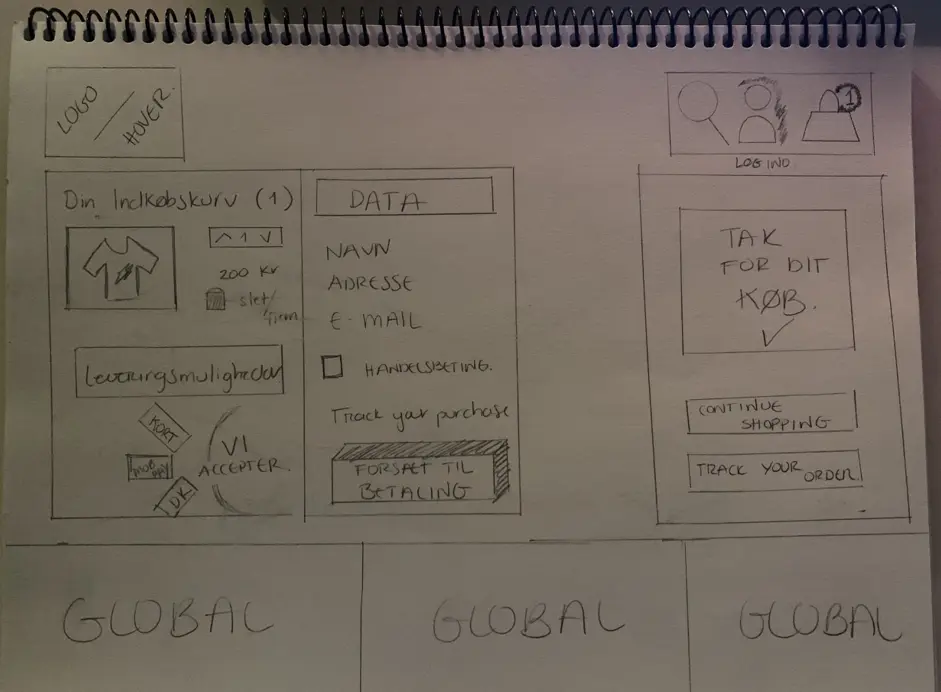 LOGO
HOVER.
1
LOG IND
Din Indkøbskurv (1)
1
200 Kr
slet/
Leveringsmuligheder
KORT
MOB PAY
DK
VI
ACCEPTER.
DATA
NAVN
ADRESSE
E-MAIL
HANDELSBETING.
Track your purchase
FORSÆT TIL
BETALING
TAK
FOR DIT
KØB.
CONTINUE
SHOPPING
TRACK YOUR
ORDER
GLOBAL
GLOBAL
GLOBAL